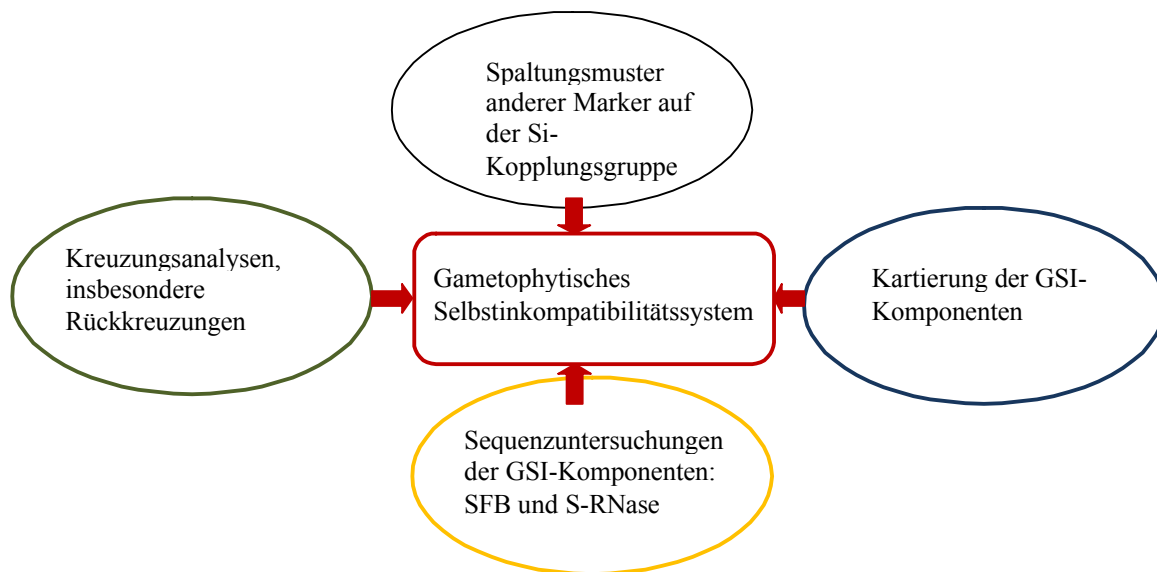 Spaltungsmuster
anderer Marker auf
der Si-
Kopplungsgruppe
Kreuzungsanalysen,
insbesondere
Rückkreuzungen
Gametophytisches
Selbstinkompatibilitätssystem
Kartierung der GSI-
Komponenten
Sequenzuntersuchungen
der GSI-Komponenten:
SFB und S-RNase